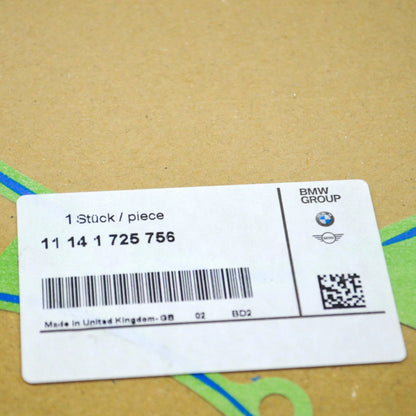 1 Stück / piece
11 14 1 725 756
Made in United Kingdom-GB 02 BD2
BMW
GROUP